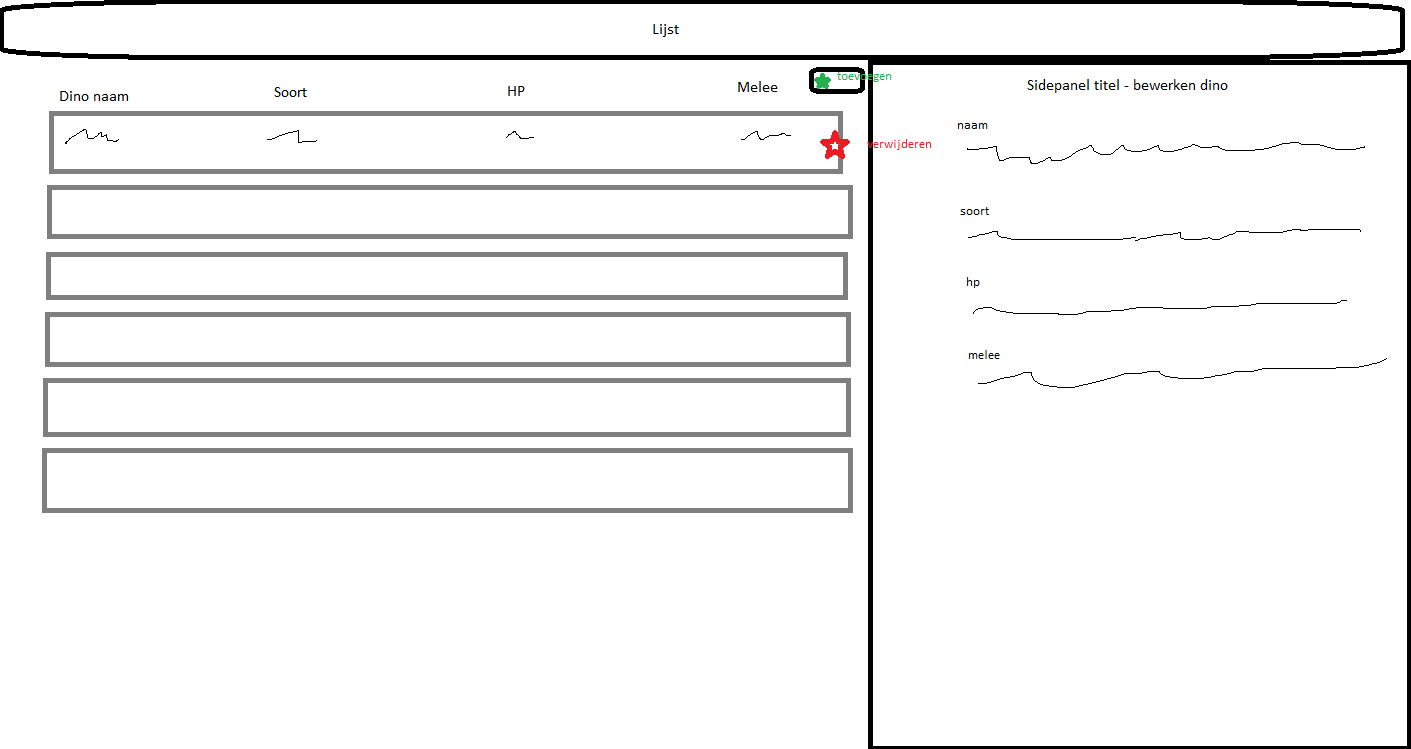 Lijst
Dino naam
Soort
HP
Melee
toevoegen
verwijderen
Sidepanel titel - bewerken dino
naam
soort
hp
melee